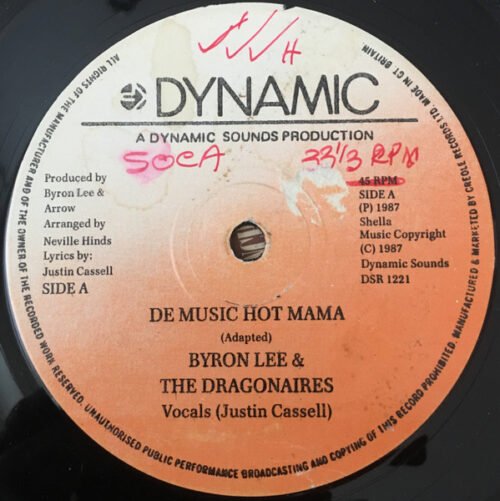 H
DYNAMIC
A DYNAMIC SOUNDS PRODUCTION
SOCA
33 1/3 RPM
Produced by
Byron Lee &
Arrow
Arranged by
Neville Hinds
Lyrics by:
Justin Cassell
SIDE A
45 RPM
SIDE A
(P) 1987
Shella
Music Copyright
(C) 1987
Dynamic Sounds
DSR 1221
DE MUSIC HOT MAMA
(Adapted)
BYRON LEE &
THE DRAGONAIRES
Vocals (Justin Cassell)
ALL RIGHTS OF THE MANUFACTURER AND OF THE OWNER OF THE RECORDED WORK RESERVED. UNAUTHORISED PUBLIC PERFORMANCE BROADCASTING AND COPYING OF THIS RECORD PROHIBITED. MANUFACTURED & MARKETED BY CREOLE RECORDS LTD. MADE IN GT. BRITAIN